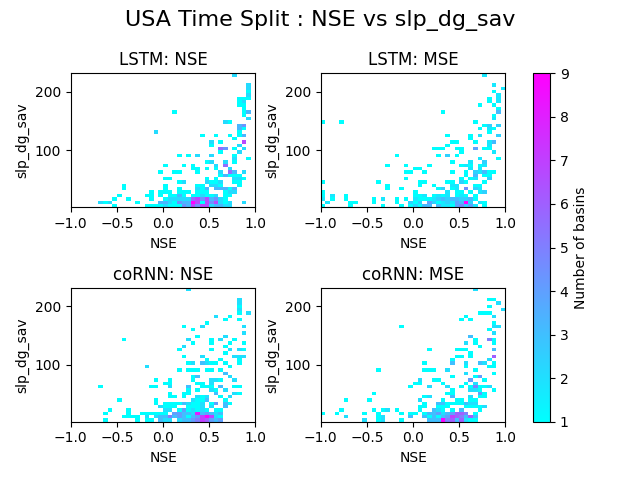 USA Time Split : NSE vs slp_dg_sav
LSTM: NSE
LSTM: MSE
slp_dg_sav
200
100
−1.0 −0.5 0.0 0.5 1.0
NSE
slp_dg_sav
200
100
−1.0 −0.5 0.0 0.5 1.0
NSE
coRNN: NSE
coRNN: MSE
slp_dg_sav
200
100
−1.0 −0.5 0.0 0.5 1.0
NSE
slp_dg_sav
200
100
−1.0 −0.5 0.0 0.5 1.0
NSE
9
8
7
6
5
4
3
2
1
Number of basins